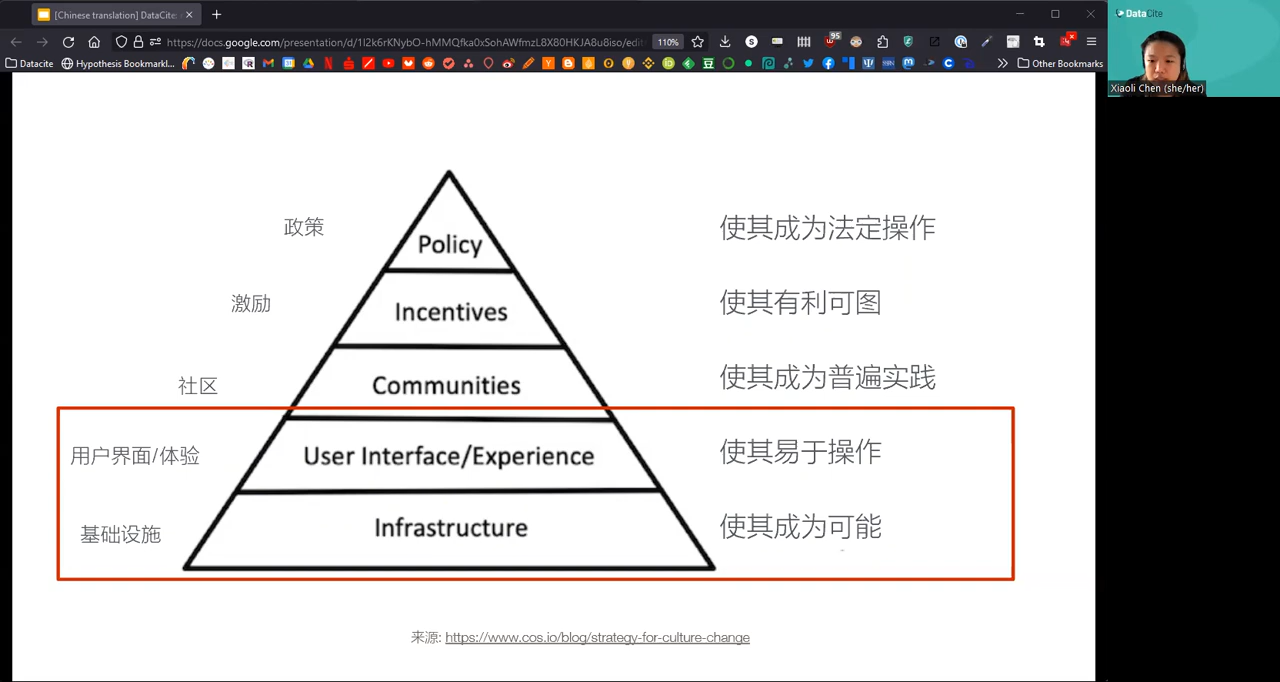 [Chinese translation] DataCite:
https://docs.google.com/presentation/d/1I2k6rKNybO-hMMQfka0xSohAWfmzL8X80HKJA8u8iso/edit
110%
95
Datacite
Hypothesis Bookmarkl...
Other Bookmarks
DataCite
Xiaoli Chen (she/her)
政策 Policy 使其成为法定操作
激励 Incentives 使其有利可图
社区 Communities 使其成为普遍实践
用户界面/体验 User Interface/Experience 使其易于操作
基础设施 Infrastructure 使其成为可能
来源: https://www.cos.io/blog/strategy-for-culture-change